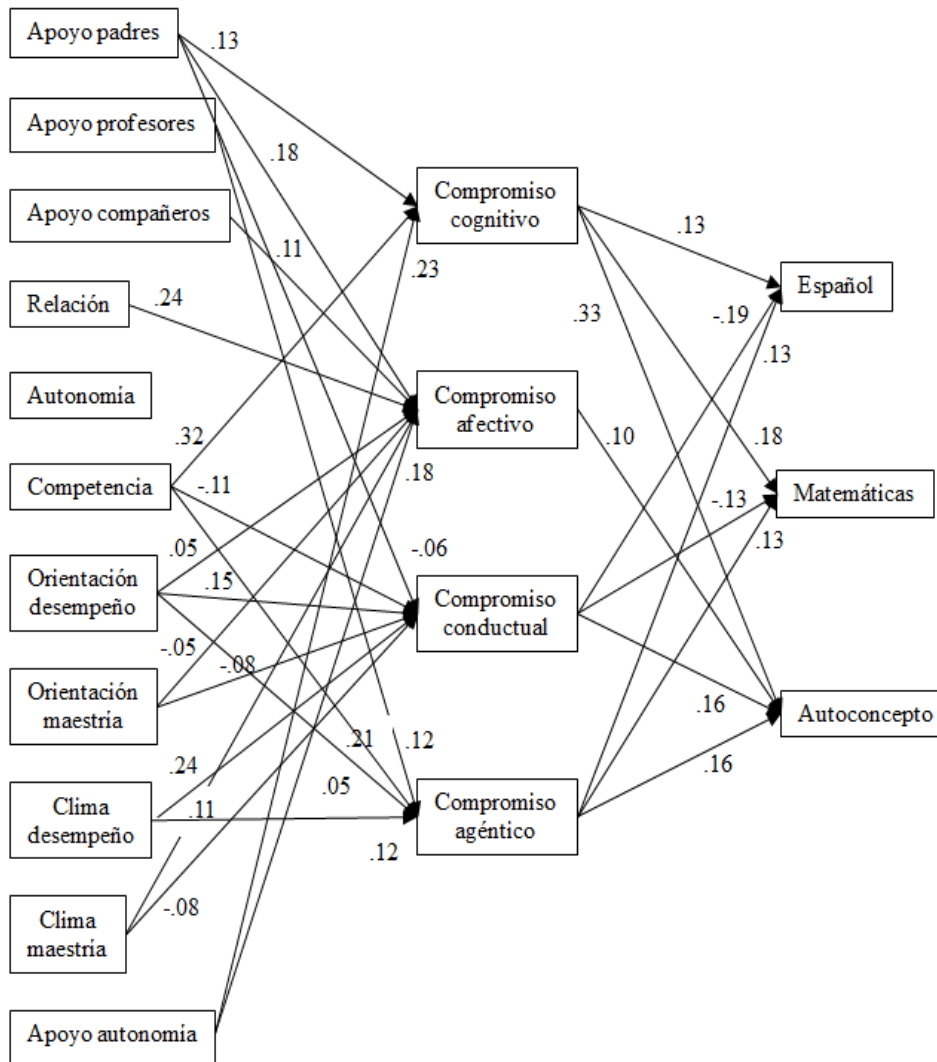 Apoyo padres
.13
Apoyo profesores
.18
Apoyo compañeros
Compromiso
cognitivo
.13
.11
.23
Español
Relación
.24
.33
-.19
.13
Autonomía
Compromiso
afectivo
.32
.10
.18
.18
Competencia
-.11
Matemáticas
-.13
.05
-.06
.13
Orientación
desempeño
.15
Compromiso
conductual
-.05
-.08
Orientación
maestría
.16
Autoconcepto
.24
.21
.12
.16
Clima
desempeño
.11
.05
Compromiso
agéntico
.12
-.08
Clima
maestría
Apoyo autonomía